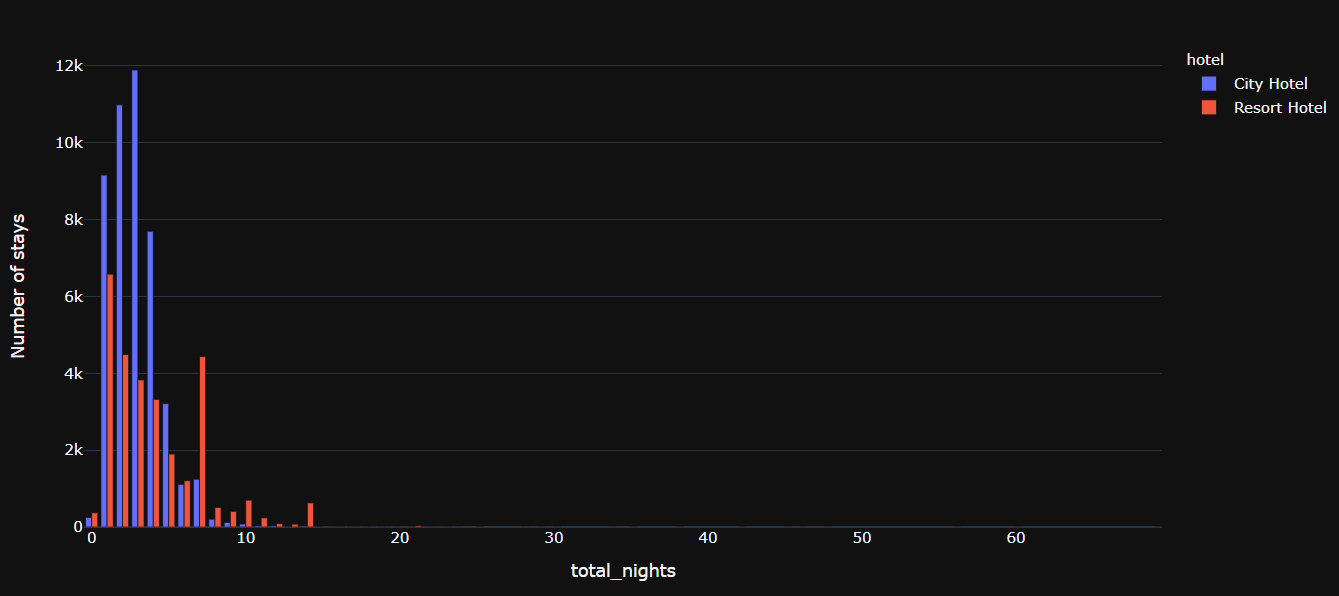 hotel
City Hotel
Resort Hotel
12k
10k
8k
6k
4k
2k
0
Number of stays
0 10 20 30 40 50 60
total_nights